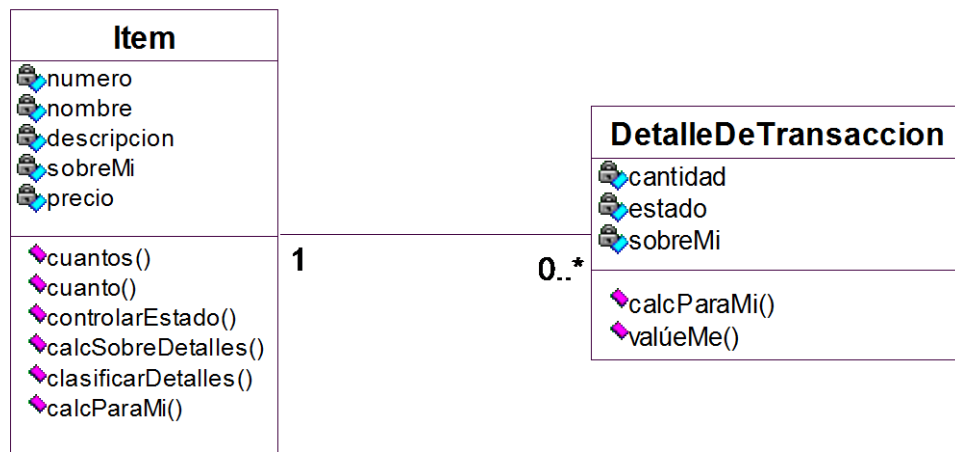 Item
numero
nombre
descripcion
sobreMi
precio
cuantos()
cuanto()
controlarEstado()
calcSobreDetalles()
clasificarDetalles()
calcParaMi()
1
0..*
DetalleDeTransaccion
cantidad
estado
sobreMi
calcParaMi()
valúeMe()